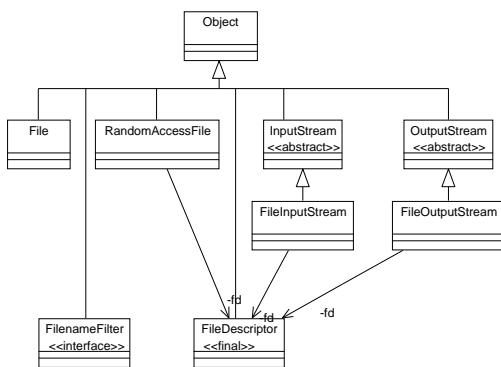 Object
File
RandomAccessFile
InputStream
<<abstract>>
OutputStream
<<abstract>>
FileInputStream
FileOutputStream
-fd
-fd
-fd
FilenameFilter
<<interface>>
FileDescriptor
<<final>>